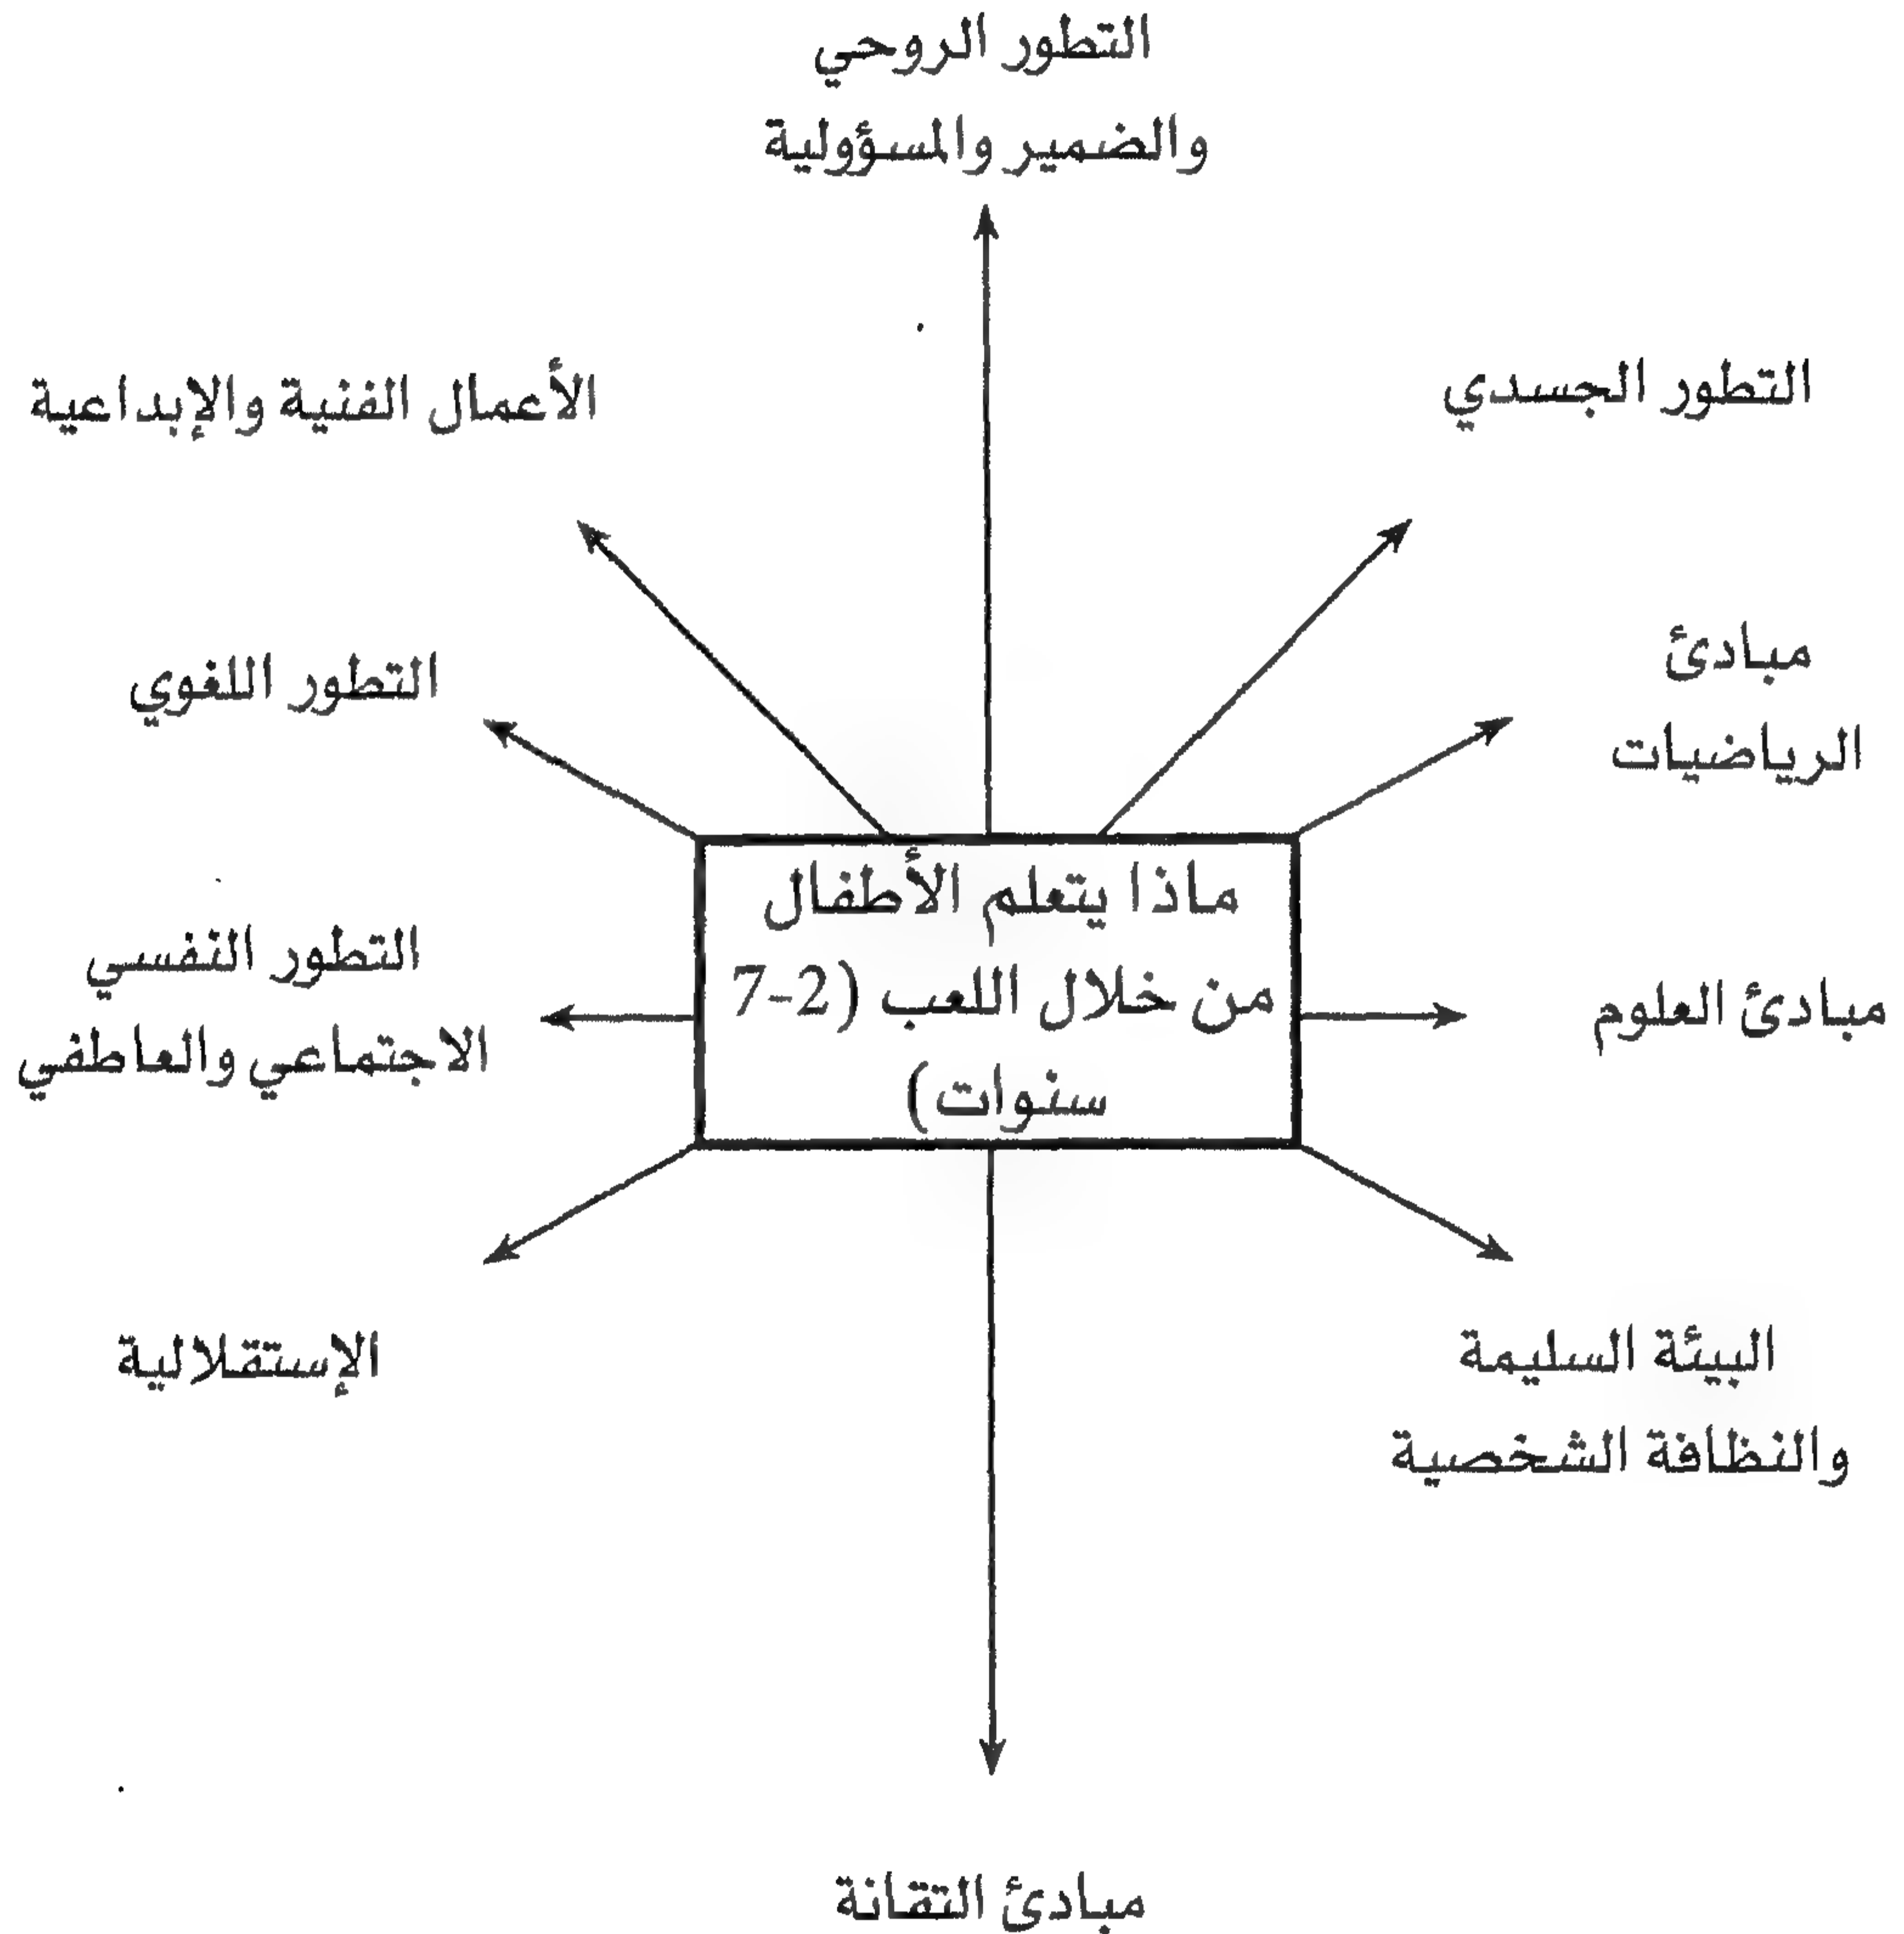 التطور الروحي
والضمير والمسؤولية
التطور الجسدي
الأعمال الفنية والإبداعية
مبادئ
الرياضيات
التطور اللغوي
ماذا يتعلم الأطفال
من خلال اللعب (2-7
سنوات)
مبادئ العلوم
التطور النفسي
الاجتماعي والعاطفي
البيئة السليمة
والنظافة الشخصية
الإستقلالية
مبادئ التقانة